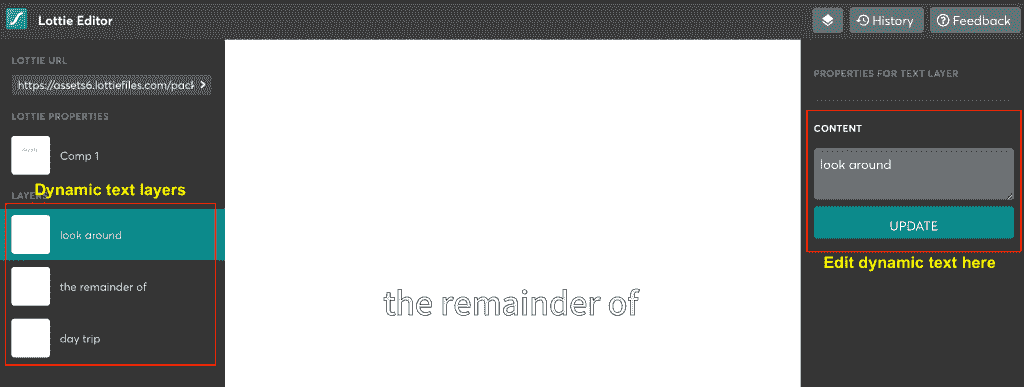 Lottie Editor
History
Feedback
LOTTIE URL
https://assets6.lottiefiles.com/pack
LOTTIE PROPERTIES
Comp 1
LAYERS
Dynamic text layers
look around
the remainder of
day trip
the remainder of
PROPERTIES FOR TEXT LAYER
CONTENT
look around
UPDATE
Edit dynamic text here